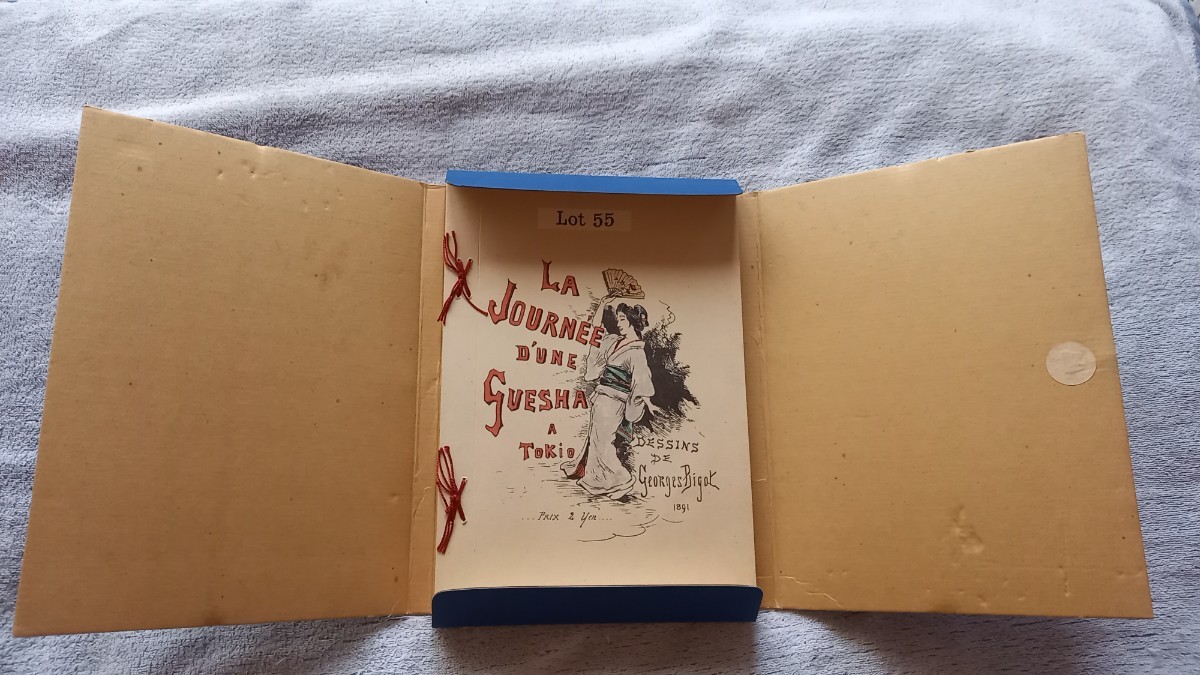 Lot 55
LA
JOURNEE
D'UNE
GUESHA
A
TOKIO
DESSINS
DE
Georges Bigot
1891
...Prix 2 Yen....